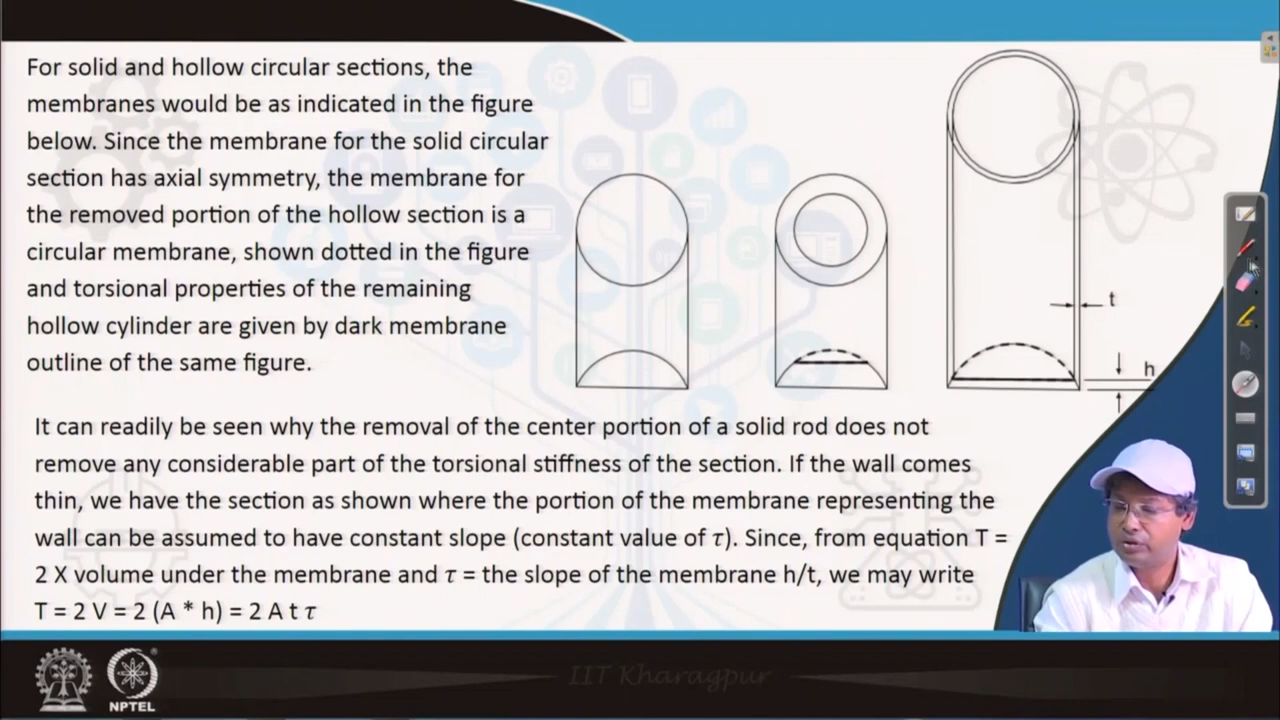 For solid and hollow circular sections, the
membranes would be as indicated in the figure
below. Since the membrane for the solid circular
section has axial symmetry, the membrane for
the removed portion of the hollow section is a
circular membrane, shown dotted in the figure
and torsional properties of the remaining
hollow cylinder are given by dark membrane
outline of the same figure.
t
h
It can readily be seen why the removal of the center portion of a solid rod does not
remove any considerable part of the torsional stiffness of the section. If the wall comes
thin, we have the section as shown where the portion of the membrane representing the
wall can be assumed to have constant slope (constant value of τ). Since, from equation T =
2 X volume under the membrane and τ = the slope of the membrane h/t, we may write
T = 2 V = 2 (A * h) = 2 A t τ
IIT Kharagpur
NPTEL